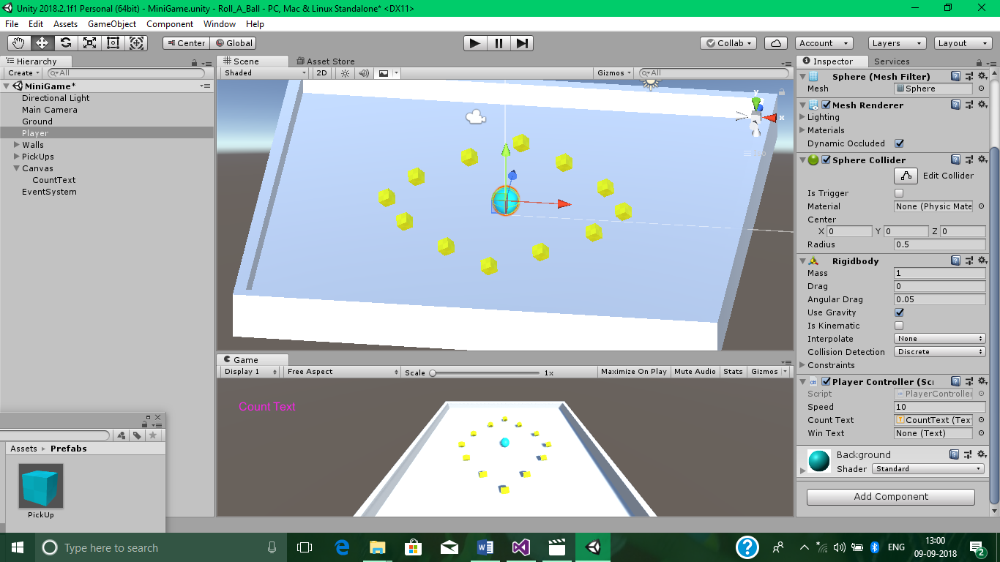 Unity 2018.2.1f1 Personal (64bit) - MiniGame.unity - Roll_A_Ball - PC, Mac & Linux Standalone* <DX11>
File Edit Assets GameObject Component Window Help
Center Global Collab Account Layers Layout
Hierarchy
Create All
MiniGame*
Directional Light
Main Camera
Ground
Player
Walls
PickUps
Canvas
CountText
EventSystem
Scene Asset Store
Shaded 2D Gizmos All
y
x
Game
Display 1 Free Aspect Scale 1x Maximize On Play Mute Audio Stats Gizmos
Count Text
Assets Prefabs
PickUp
Inspector Services
Sphere (Mesh Filter)
Mesh Sphere
Mesh Renderer
Lighting
Materials
Dynamic Occluded
Sphere Collider
Edit Collider
Is Trigger
Material None (Physic Mate
Center
X 0 Y 0 Z 0
Radius 0.5
Rigidbody
Mass 1
Drag 0
Angular Drag 0.05
Use Gravity
Is Kinematic
Interpolate None
Collision Detection Discrete
Constraints
Player Controller (Sc
Script PlayerController
Speed 10
Count Text CountText (Text
Win Text None (Text)
Background
Shader Standard
Add Component
Type here to search
ENG
13:00
09-09-2018
2